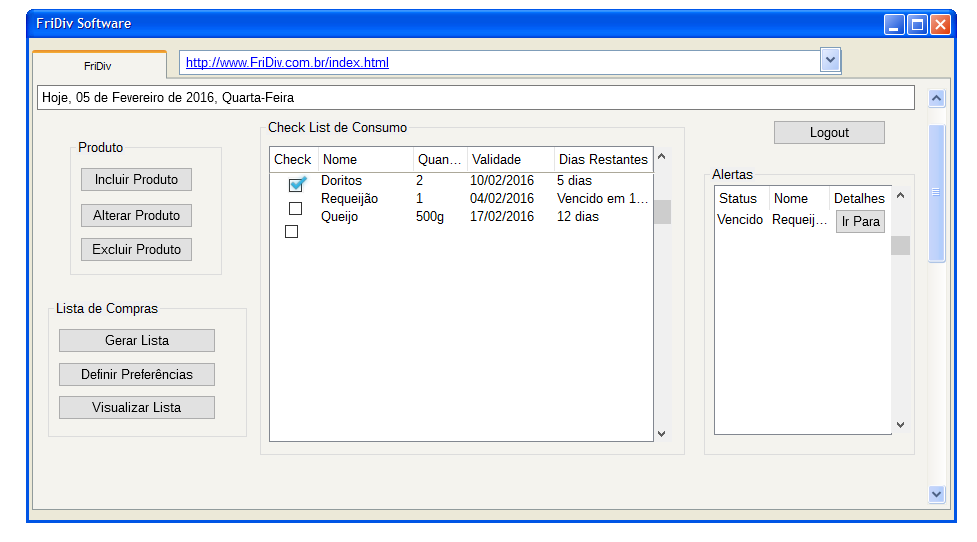 FriDiv Software
FriDiv
http://www.FriDiv.com.br/index.html
Hoje, 05 de Fevereiro de 2016, Quarta-Feira
Produto
Incluir Produto
Alterar Produto
Excluir Produto
Lista de Compras
Gerar Lista
Definir Preferências
Visualizar Lista
Check List de Consumo
Check Nome Quan... Validade Dias Restantes
Doritos 2 10/02/2016 5 dias
Requeijão 1 04/02/2016 Vencido em 1...
Queijo 500g 17/02/2016 12 dias
Logout
Alertas
Status Nome Detalhes
Vencido Requeij... Ir Para